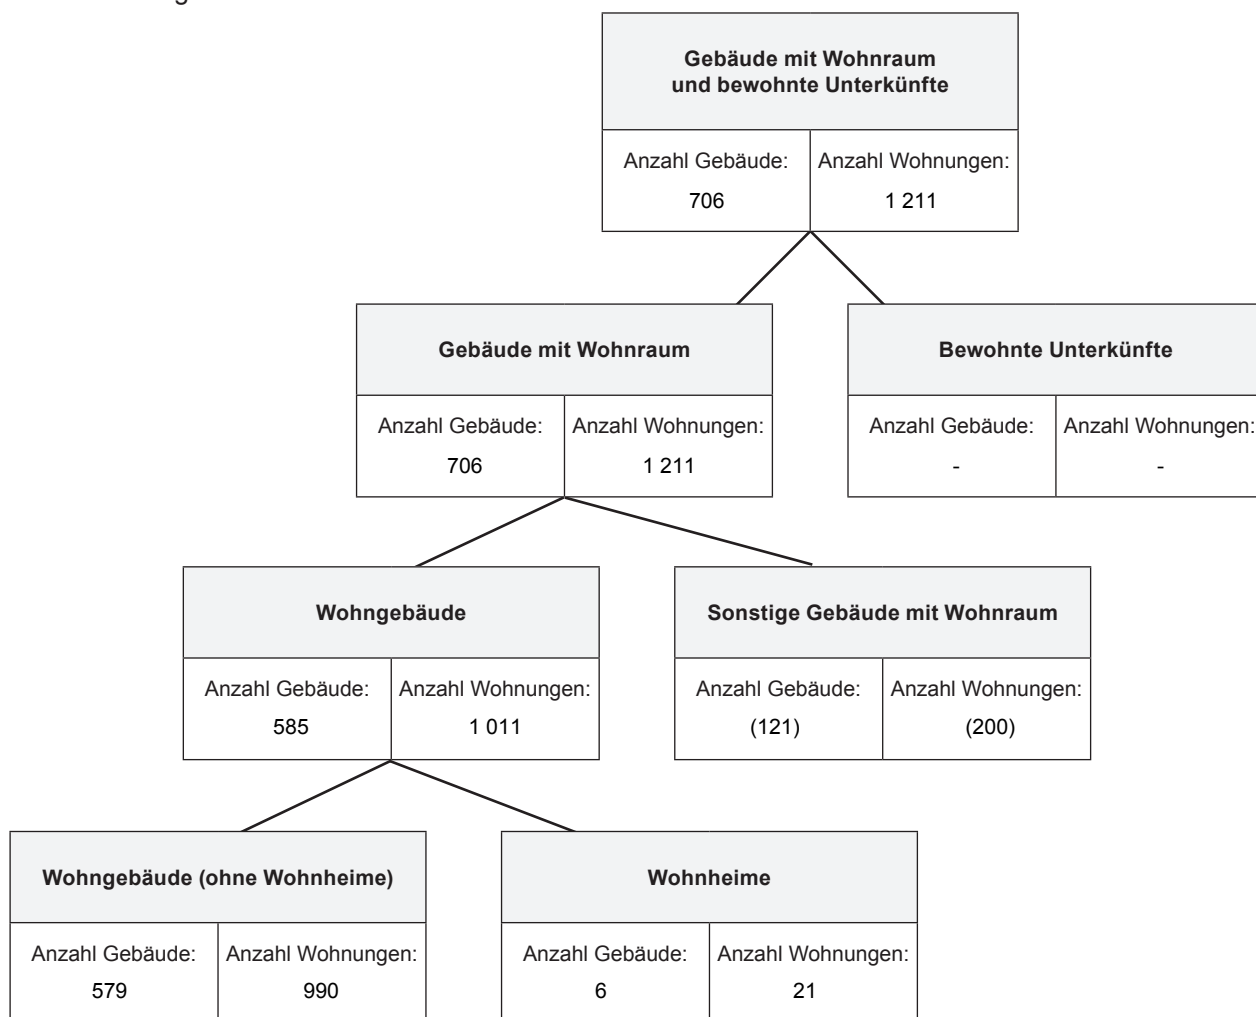 Gebäude mit Wohnraum
und bewohnte Unterkünfte
Anzahl Gebäude: Anzahl Wohnungen:
706 1 211
Gebäude mit Wohnraum
Anzahl Gebäude: Anzahl Wohnungen:
706 1 211
Bewohnte Unterkünfte
Anzahl Gebäude: Anzahl Wohnungen:
- -
Wohngebäude
Anzahl Gebäude: Anzahl Wohnungen:
585 1 011
Sonstige Gebäude mit Wohnraum
Anzahl Gebäude: Anzahl Wohnungen:
(121) (200)
Wohngebäude (ohne Wohnheime)
Anzahl Gebäude: Anzahl Wohnungen:
579 990
Wohnheime
Anzahl Gebäude: Anzahl Wohnungen:
6 21